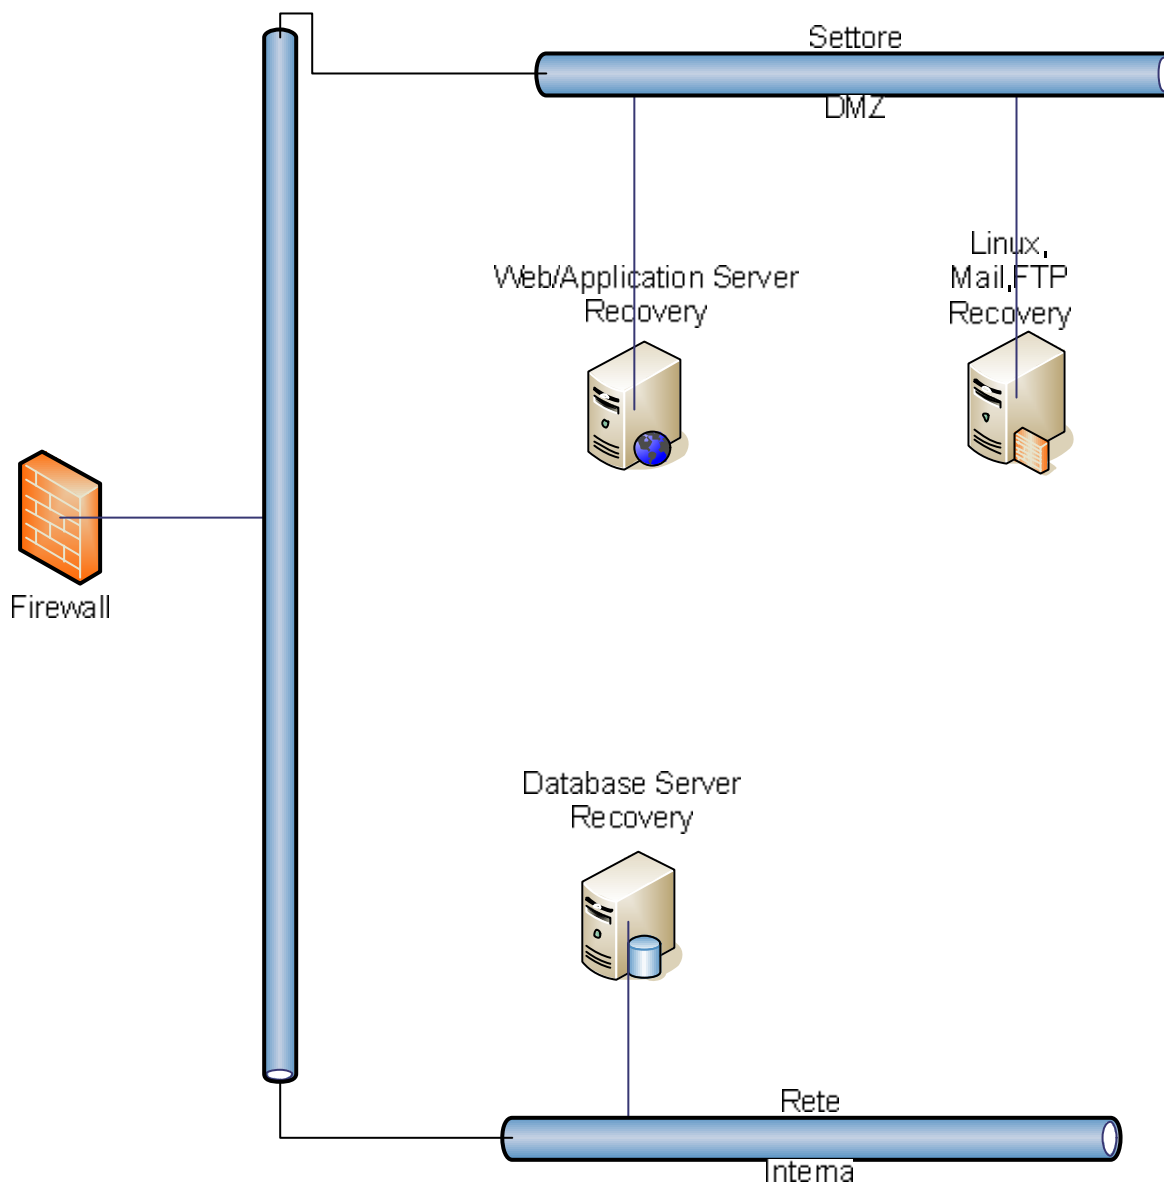 Settore
DMZ
Web/Application Server
Recovery
Linux,
Mail,FTP
Recovery
Firewall
Database Server
Recovery
Rete
Interna